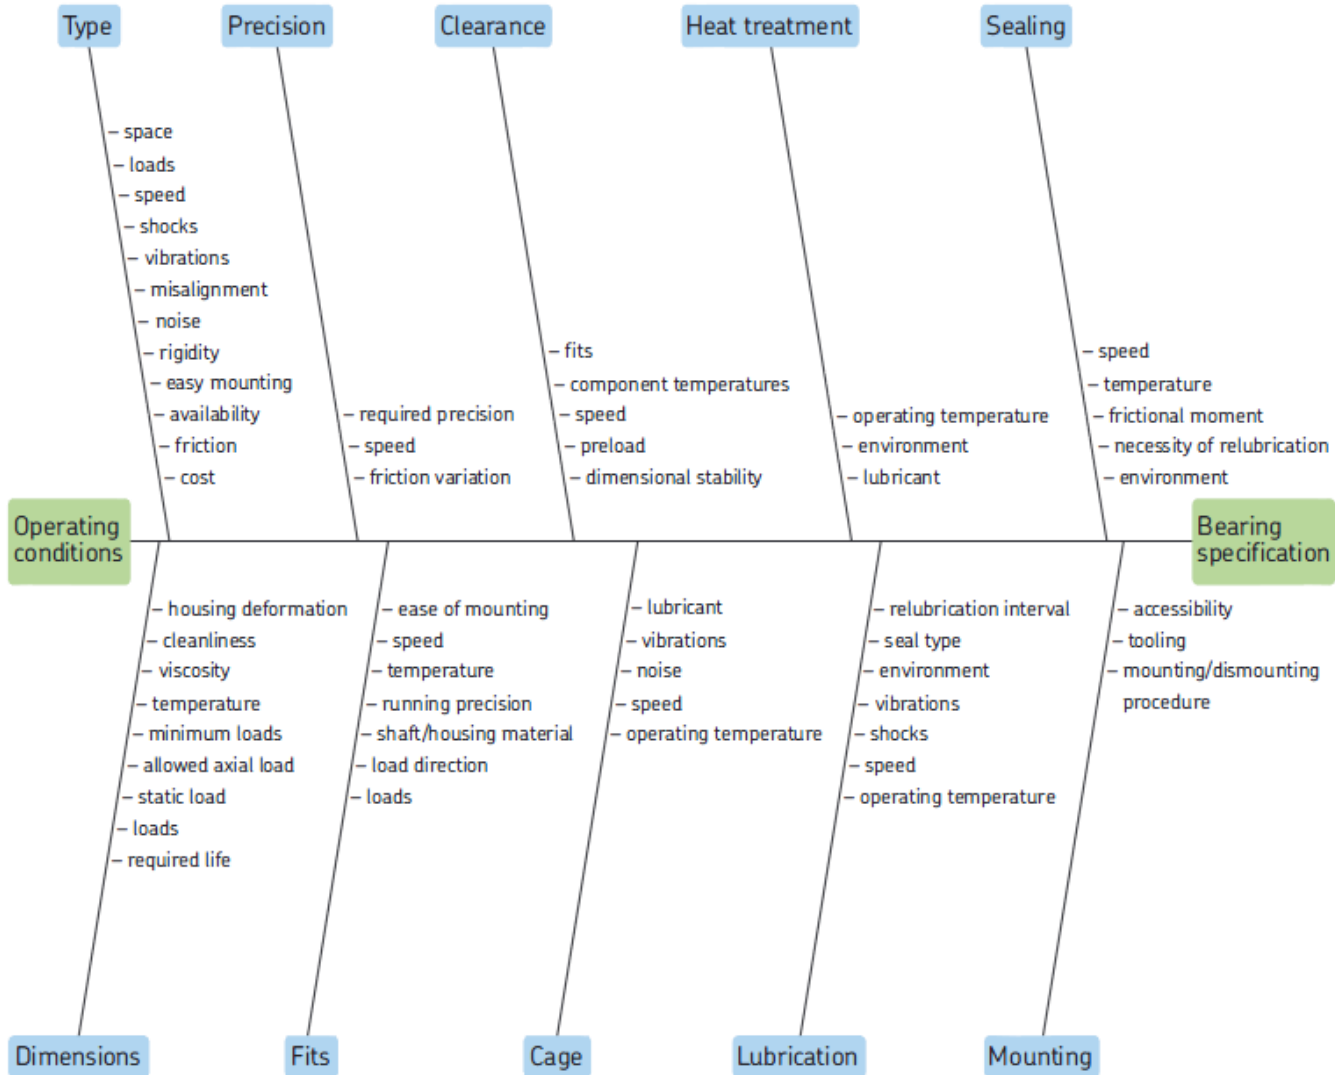 Type
Precision
Clearance
Heat treatment
Sealing
– space
– loads
– speed
– shocks
– vibrations
– misalignment
– noise
– rigidity
– easy mounting
– availability
– friction
– cost
– required precision
– speed
– friction variation
– fits
– component temperatures
– speed
– preload
– dimensional stability
– operating temperature
– environment
– lubricant
– speed
– temperature
– frictional moment
– necessity of relubrication
– environment
Operating
conditions
Bearing
specification
– housing deformation
– cleanliness
– viscosity
– temperature
– minimum loads
– allowed axial load
– static load
– loads
– required life
– ease of mounting
– speed
– temperature
– running precision
– shaft/housing material
– load direction
– loads
– lubricant
– vibrations
– noise
– speed
– operating temperature
– relubrication interval
– seal type
– environment
– vibrations
– shocks
– speed
– operating temperature
– accessibility
– tooling
– mounting/dismounting
procedure
Dimensions
Fits
Cage
Lubrication
Mounting